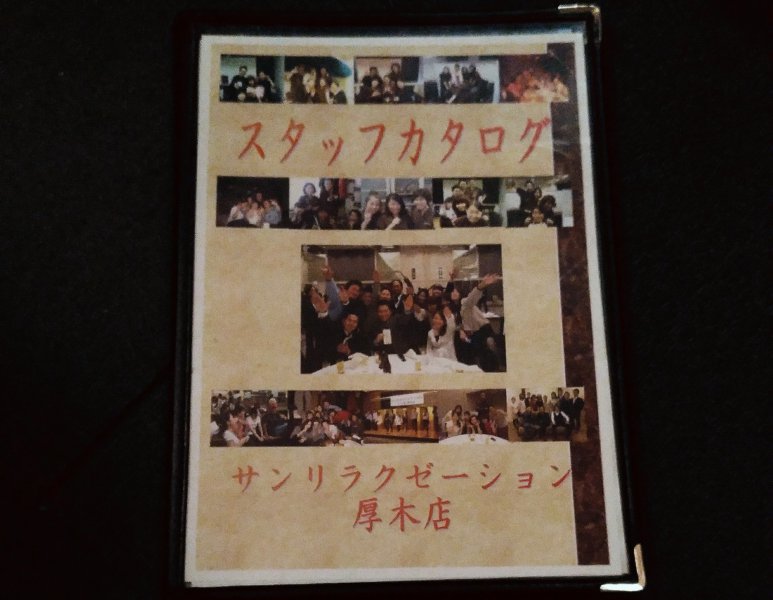 スタッフカタログ
サンリラクゼーション
厚木店